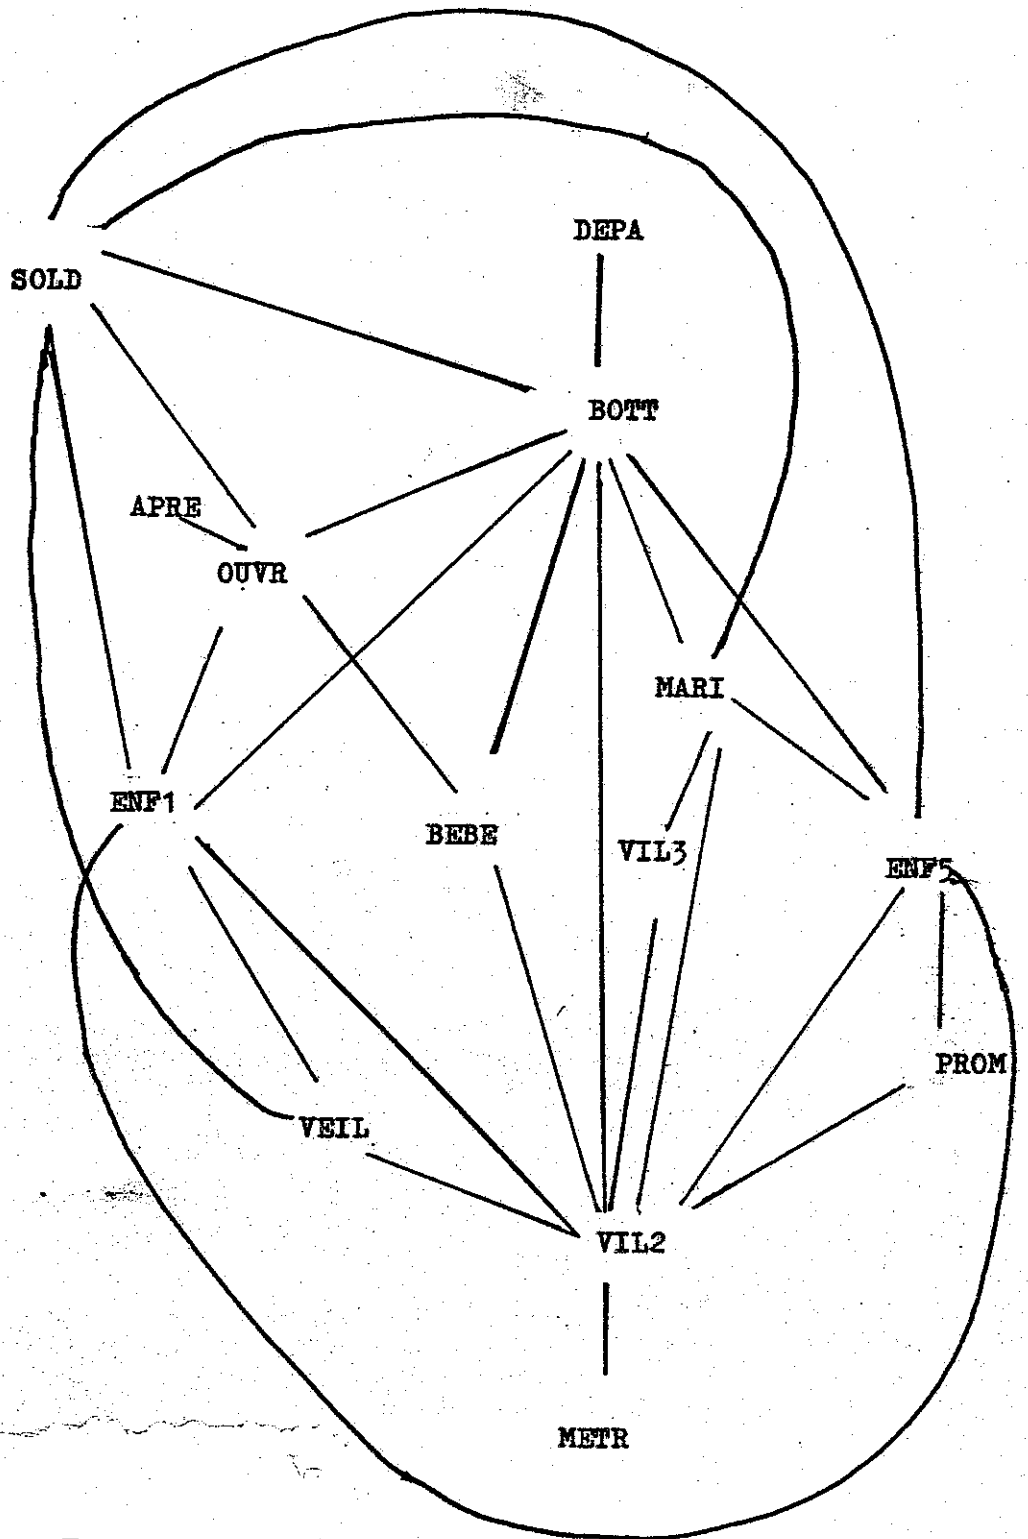 DEPA
SOLD
BOTT
APRE
OUVR
MARI
ENF1
BEBE
VIL3
ENF5
PROM
VEIL
VIL2
METR